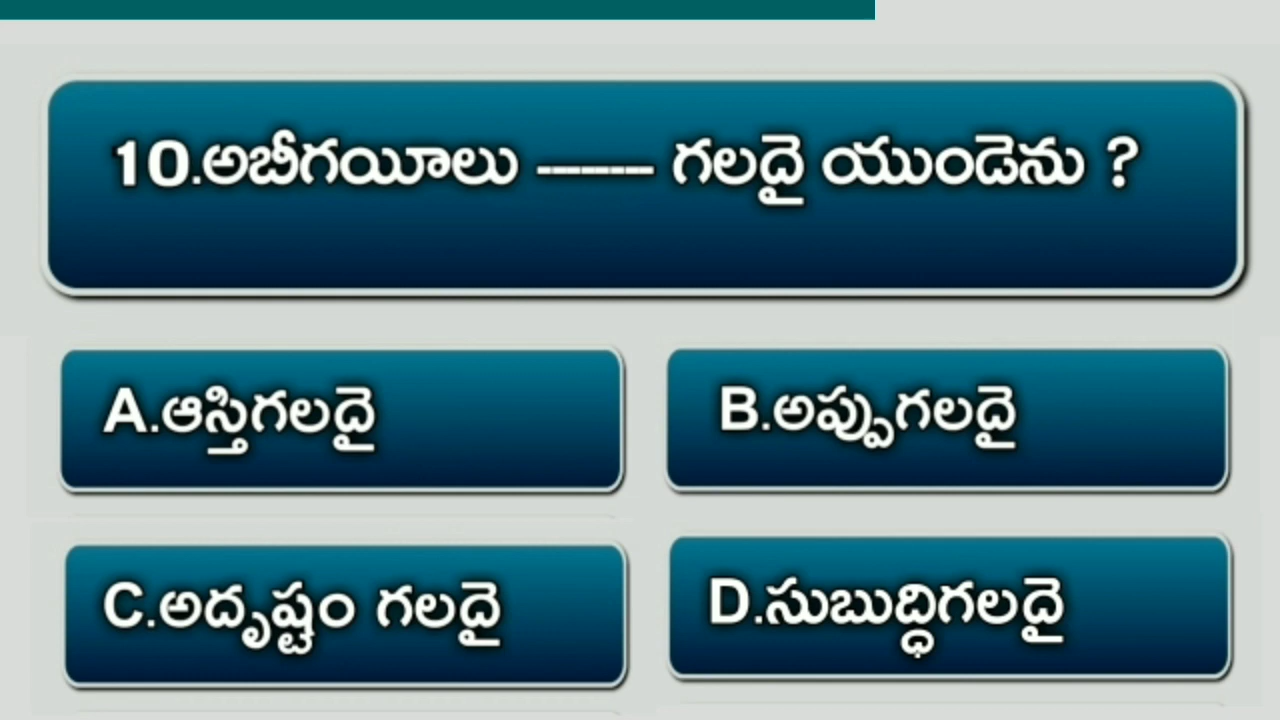 10.అబీగయీలు ------- గలదై యుండెను ?
A.ఆస్తిగలదై
B.అప్పుగలదై
C.అదృష్టం గలదై
D.సుబుద్ధిగలదై